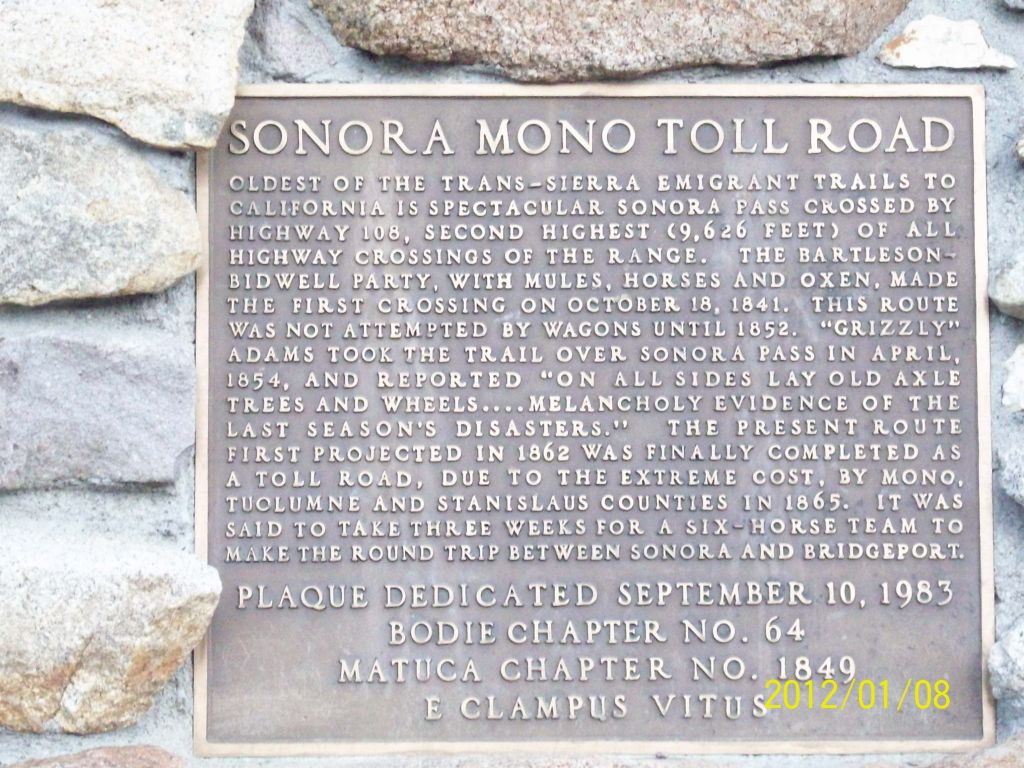 SONORA MONO TOLL ROAD
OLDEST OF THE TRANS-SIERRA EMIGRANT TRAILS TO
CALIFORNIA IS SPECTACULAR SONORA PASS CROSSED BY
HIGHWAY 108, SECOND HIGHEST (9,626 FEET) OF ALL
HIGHWAY CROSSINGS OF THE RANGE. THE BARTLESON-
BIDWELL PARTY, WITH MULES, HORSES AND OXEN, MADE
THE FIRST CROSSING ON OCTOBER 18, 1841. THIS ROUTE
WAS NOT ATTEMPTED BY WAGONS UNTIL 1852. "GRIZZLY"
ADAMS TOOK THE TRAIL OVER SONORA PASS IN APRIL,
1854, AND REPORTED "ON ALL SIDES LAY OLD AXLE
TREES AND WHEELS....MELANCHOLY EVIDENCE OF THE
LAST SEASON'S DISASTERS." THE PRESENT ROUTE
FIRST PROJECTED IN 1862 WAS FINALLY COMPLETED AS
A TOLL ROAD, DUE TO THE EXTREME COST, BY MONO,
TUOLUMNE AND STANISLAUS COUNTIES IN 1865. IT WAS
SAID TO TAKE THREE WEEKS FOR A SIX-HORSE TEAM TO
MAKE THE ROUND TRIP BETWEEN SONORA AND BRIDGEPORT.
PLAQUE DEDICATED SEPTEMBER 10, 1983
BODIE CHAPTER NO. 64
MATUCA CHAPTER NO. 1849
E CLAMPUS VITUS
2012/01/08